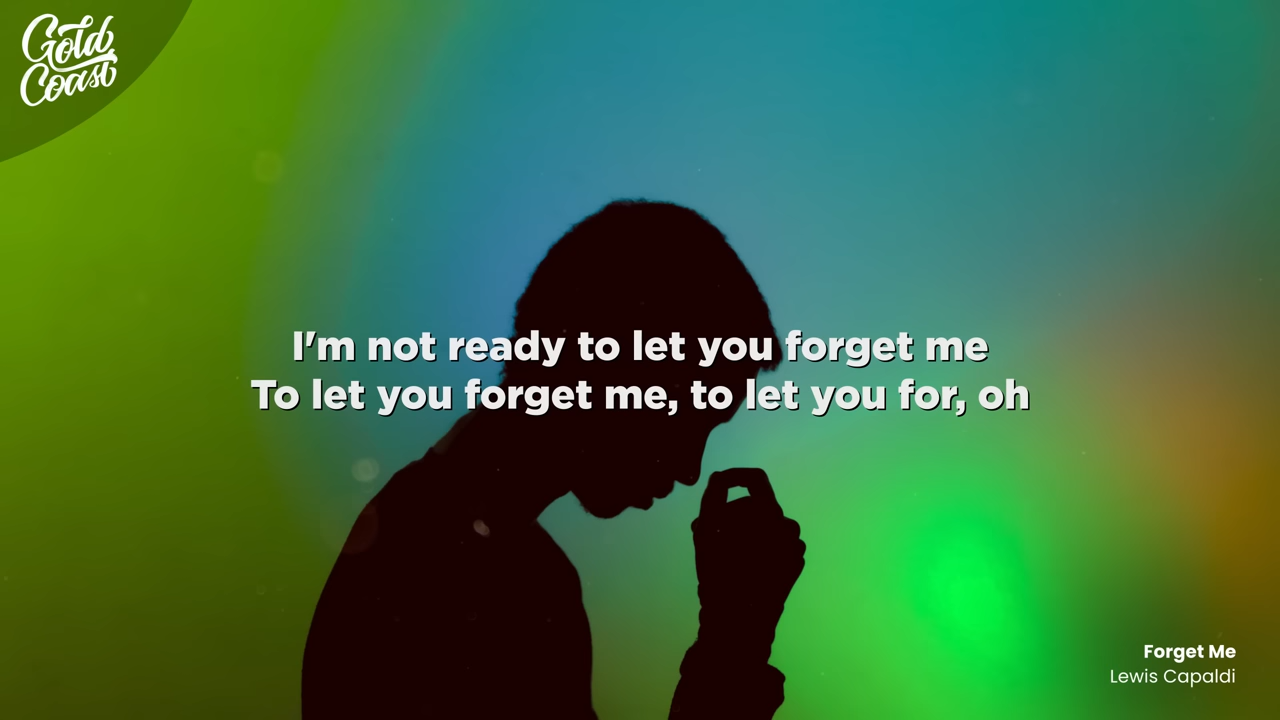 Gold
Coast
I'm not ready to let you forget me
To let you forget me, to let you for, oh
Forget Me
Lewis Capaldi